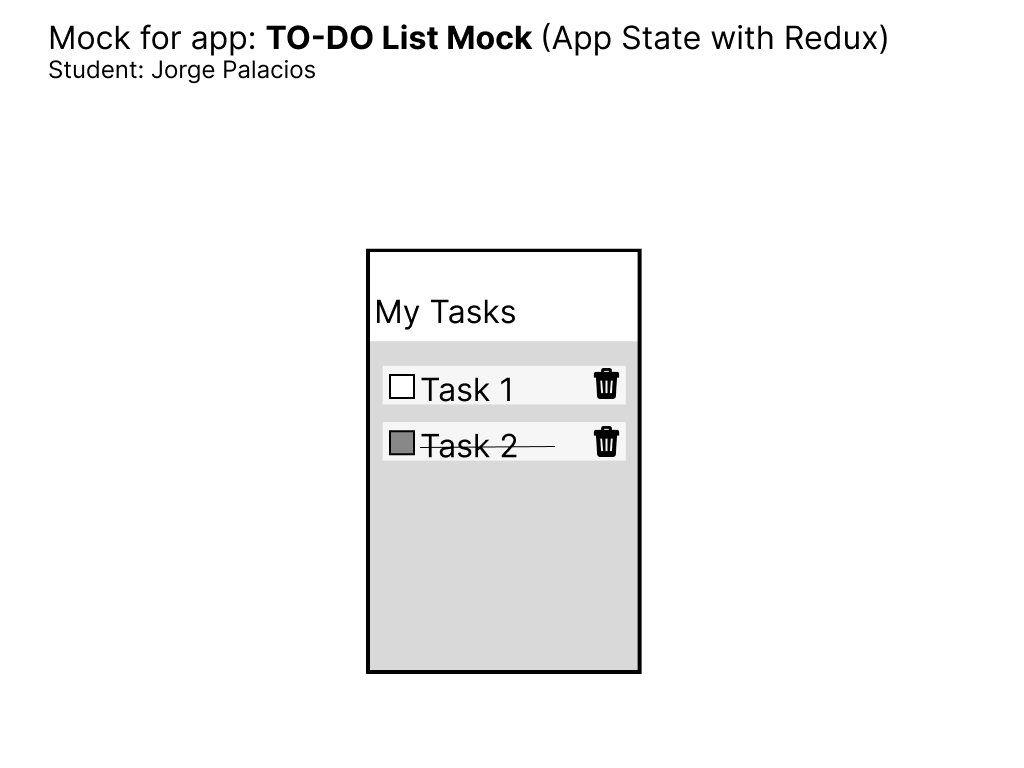 Mock for app: TO-DO List Mock (App State with Redux)
Student: Jorge Palacios
My Tasks
Task 1
Task 2